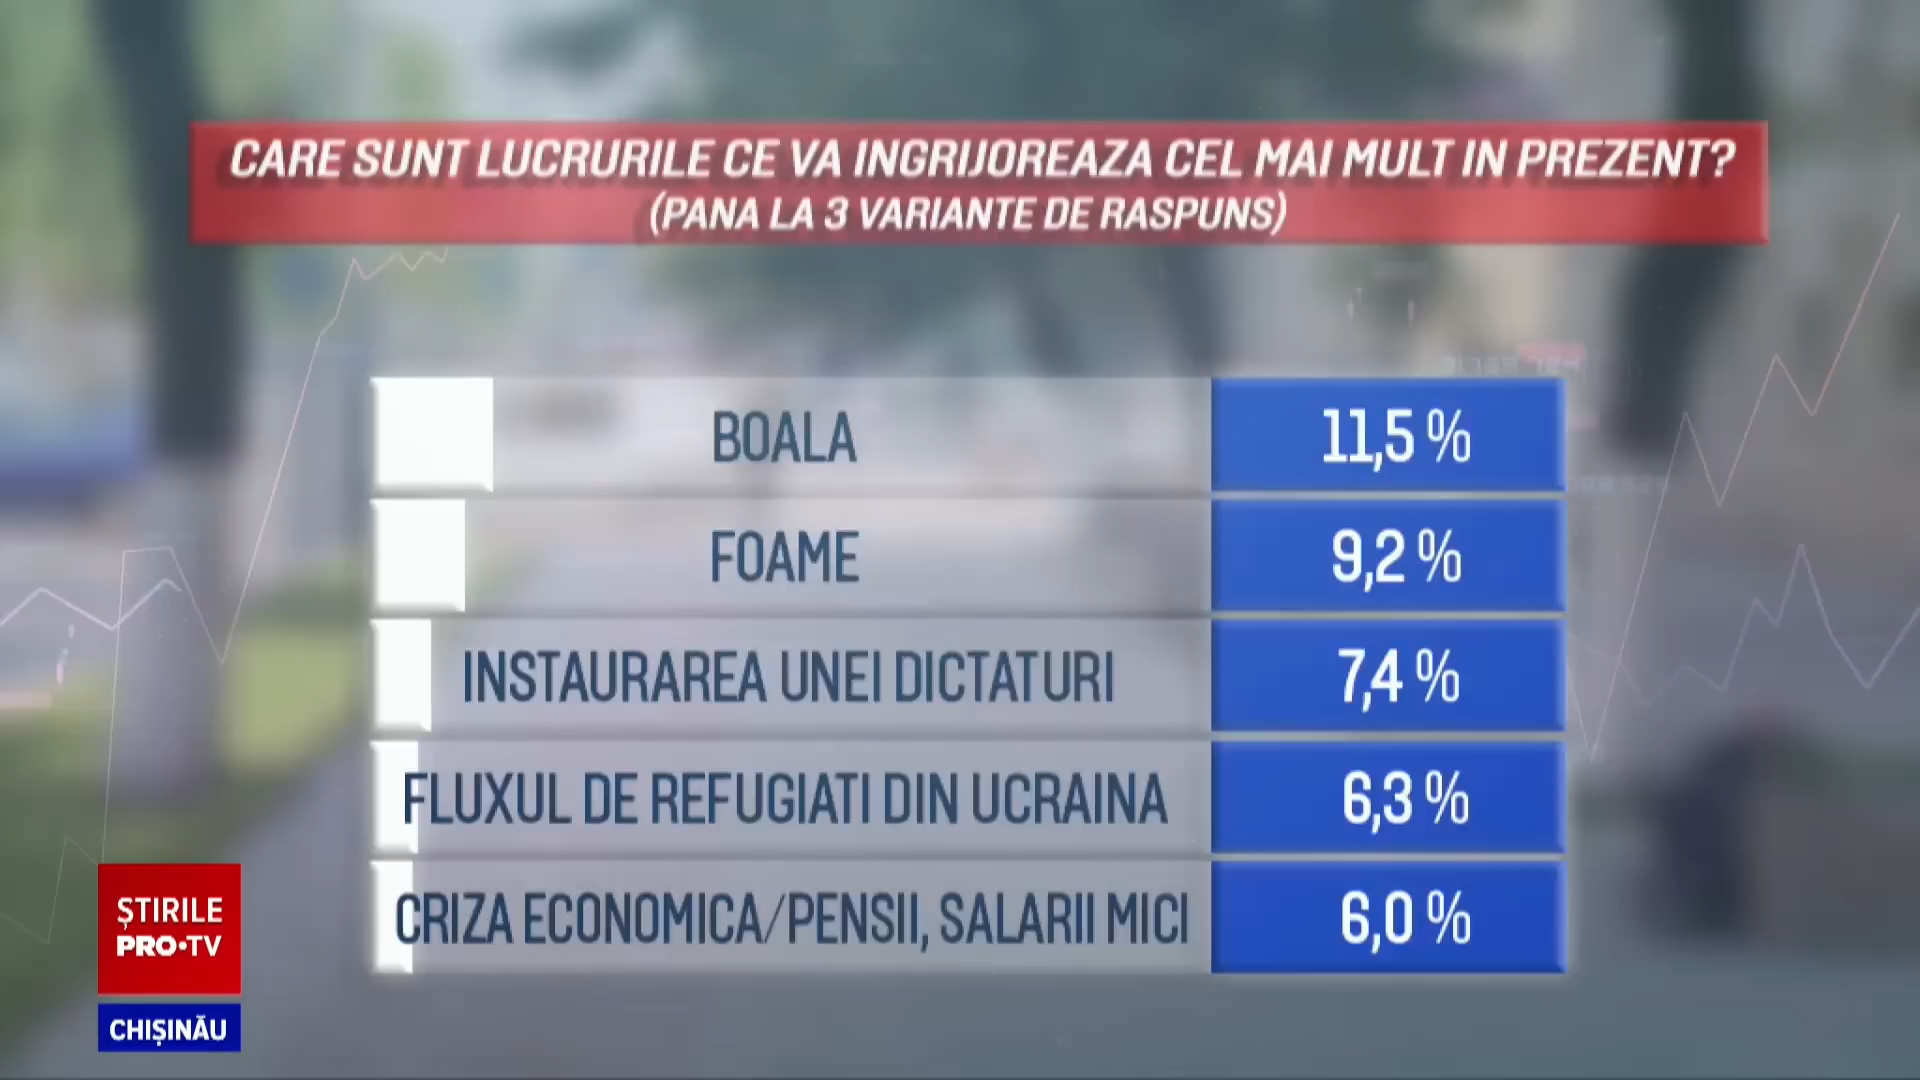 CARE SUNT LUCRURILE CE VA INGRIJOREAZA CEL MAI MULT IN PREZENT?
(PANA LA 3 VARIANTE DE RASPUNS)
BOALA 11,5 %
FOAME 9,2 %
INSTAURAREA UNEI DICTATURI 7,4 %
FLUXUL DE REFUGIATI DIN UCRAINA 6,3 %
CRIZA ECONOMICA/PENSII, SALARII MICI 6,0 %
ȘTIRILE
PRO•TV
CHIȘINĂU